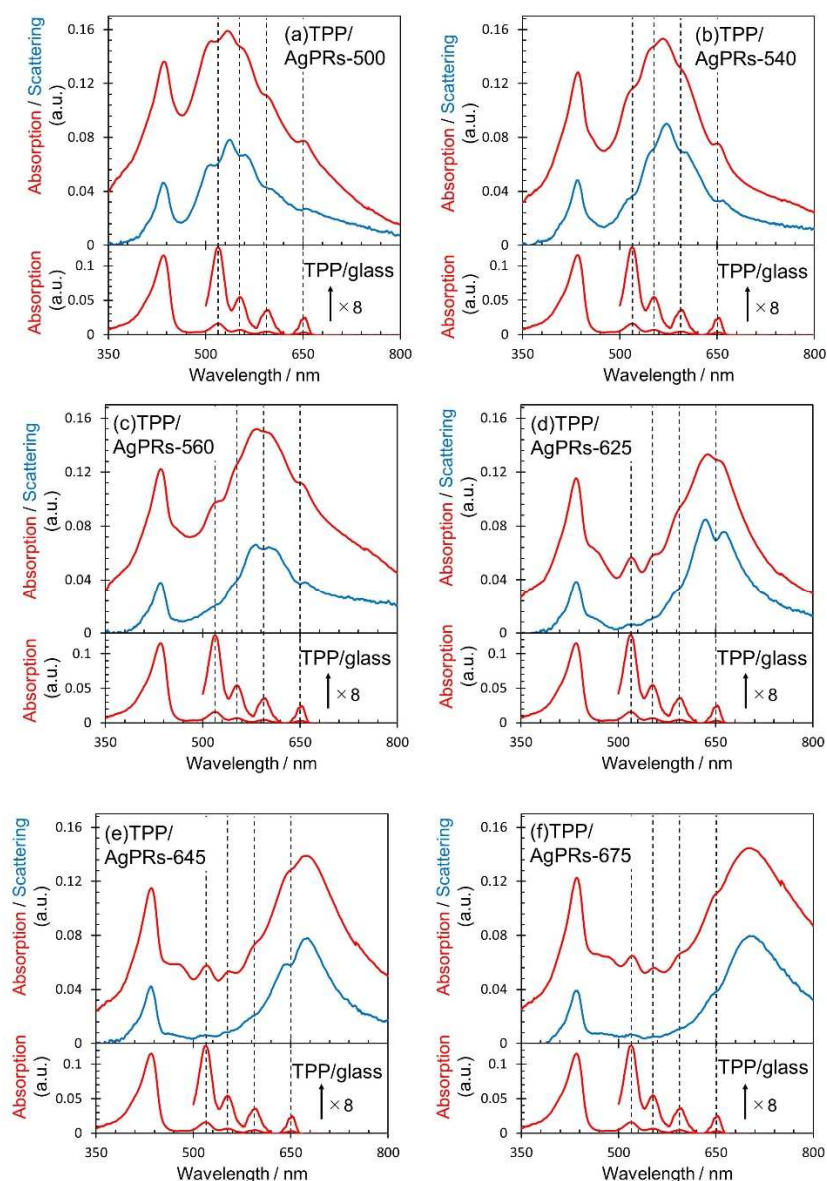 Absorption / Scattering
(a.u.)
0.16
0.12
0.08
0.04
0
(a)TPP/
AgPRs-500
Absorption
(a.u.)
0.1
0.05
0
TPP/glass
× 8
350
500
650
800
Wavelength / nm
Absorption / Scattering
(a.u.)
0.16
0.12
0.08
0.04
0
(b)TPP/
AgPRs-540
Absorption
(a.u.)
0.1
0.05
0
TPP/glass
× 8
350
500
650
800
Wavelength / nm
Absorption / Scattering
(a.u.)
0.16
0.12
0.08
0.04
0
(c)TPP/
AgPRs-560
Absorption
(a.u.)
0.1
0.05
0
TPP/glass
× 8
350
500
650
800
Wavelength / nm
Absorption / Scattering
(a.u.)
0.16
0.12
0.08
0.04
0
(d)TPP/
AgPRs-625
Absorption
(a.u.)
0.1
0.05
0
TPP/glass
× 8
350
500
650
800
Wavelength / nm
Absorption / Scattering
(a.u.)
0.16
0.12
0.08
0.04
0
(e)TPP/
AgPRs-645
Absorption
(a.u.)
0.1
0.05
0
TPP/glass
× 8
350
500
650
800
Wavelength / nm
Absorption / Scattering
(a.u.)
0.16
0.12
0.08
0.04
0
(f)TPP/
AgPRs-675
Absorption
(a.u.)
0.1
0.05
0
TPP/glass
× 8
350
500
650
800
Wavelength / nm